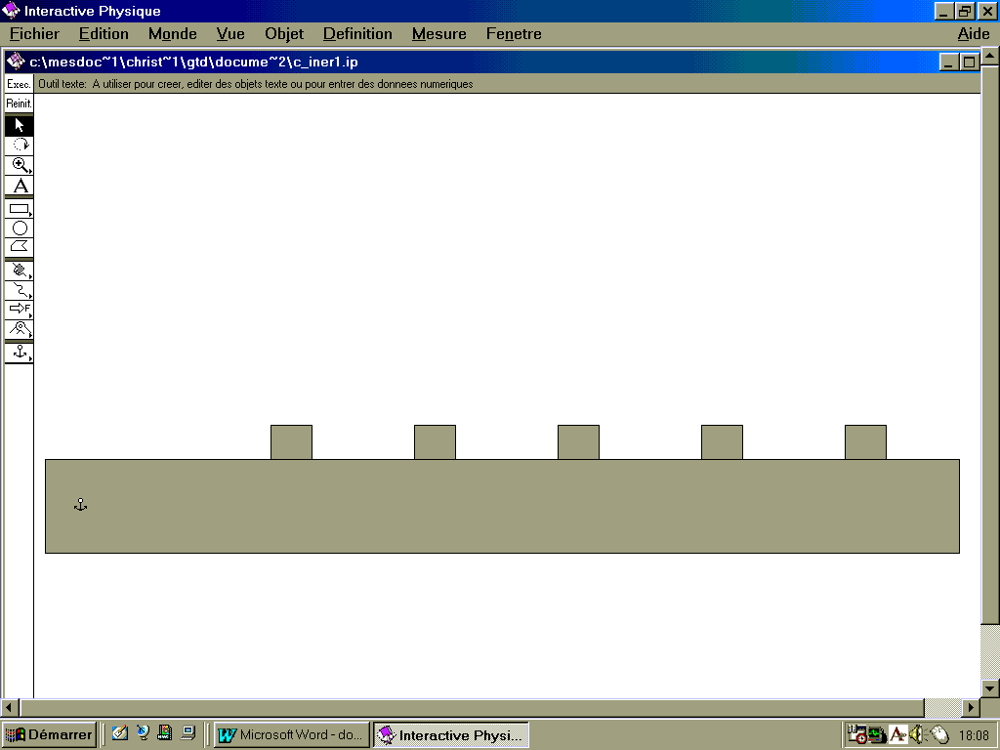 Interactive Physique
Fichier Edition Monde Vue Objet Definition Mesure Fenetre Aide
c:\mesdoc~1\christ~1\gtd\docume~2\c_iner1.ip
Exec. Outil texte: A utiliser pour creer, editer des objets texte ou pour entrer des donnees numeriques
Reinit.
A
F
Démarrer Microsoft Word - do... Interactive Physi... 18:08